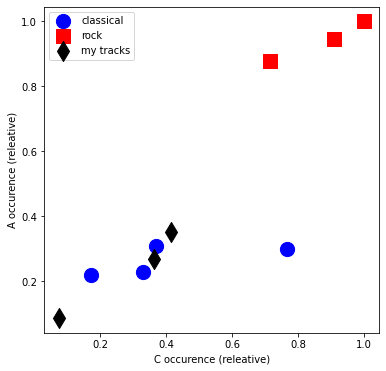 classical
rock
my tracks
1.0
0.8
0.6
0.4
0.2
A occurence (releative)
0.2
0.4
0.6
0.8
1.0
C occurence (releative)